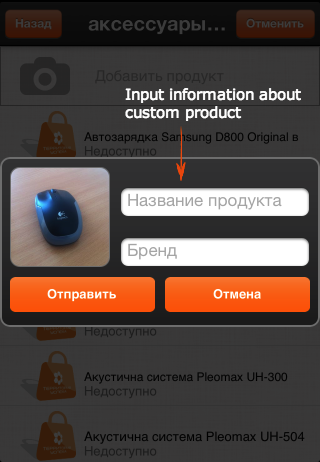 Назад
аксессуары...
Отменить
Добавить продукт
Input information about
custom product
Автозарядка Samsung D800 Original в
Недоступно
Название продукта
Бренд
Отправить
Отмена
Недоступно
Акустична система Pleomax UH-300
Недоступно
Акустична система Pleomax UH-504
Недоступно